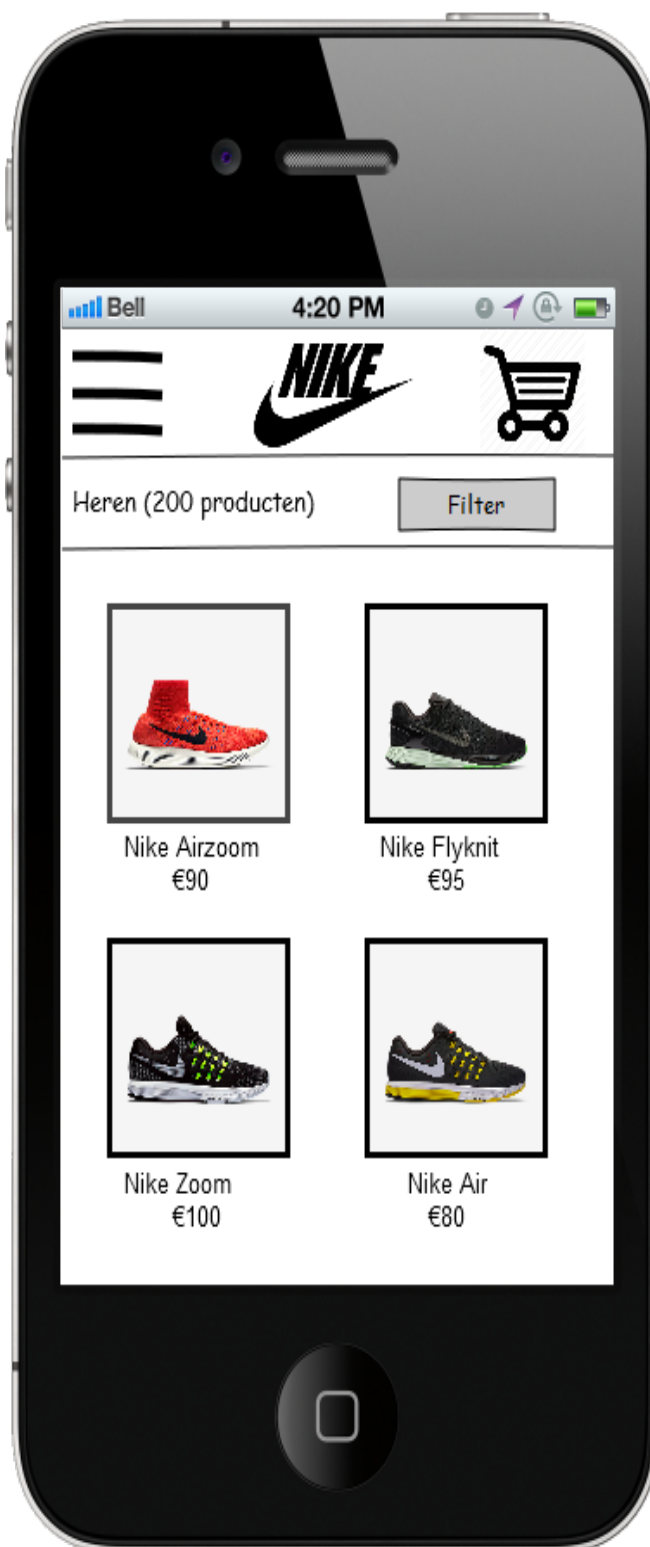 Bell 4:20 PM
NIKE
Heren (200 producten) Filter
Nike Airzoom
€90
Nike Flyknit
€95
Nike Zoom
€100
Nike Air
€80